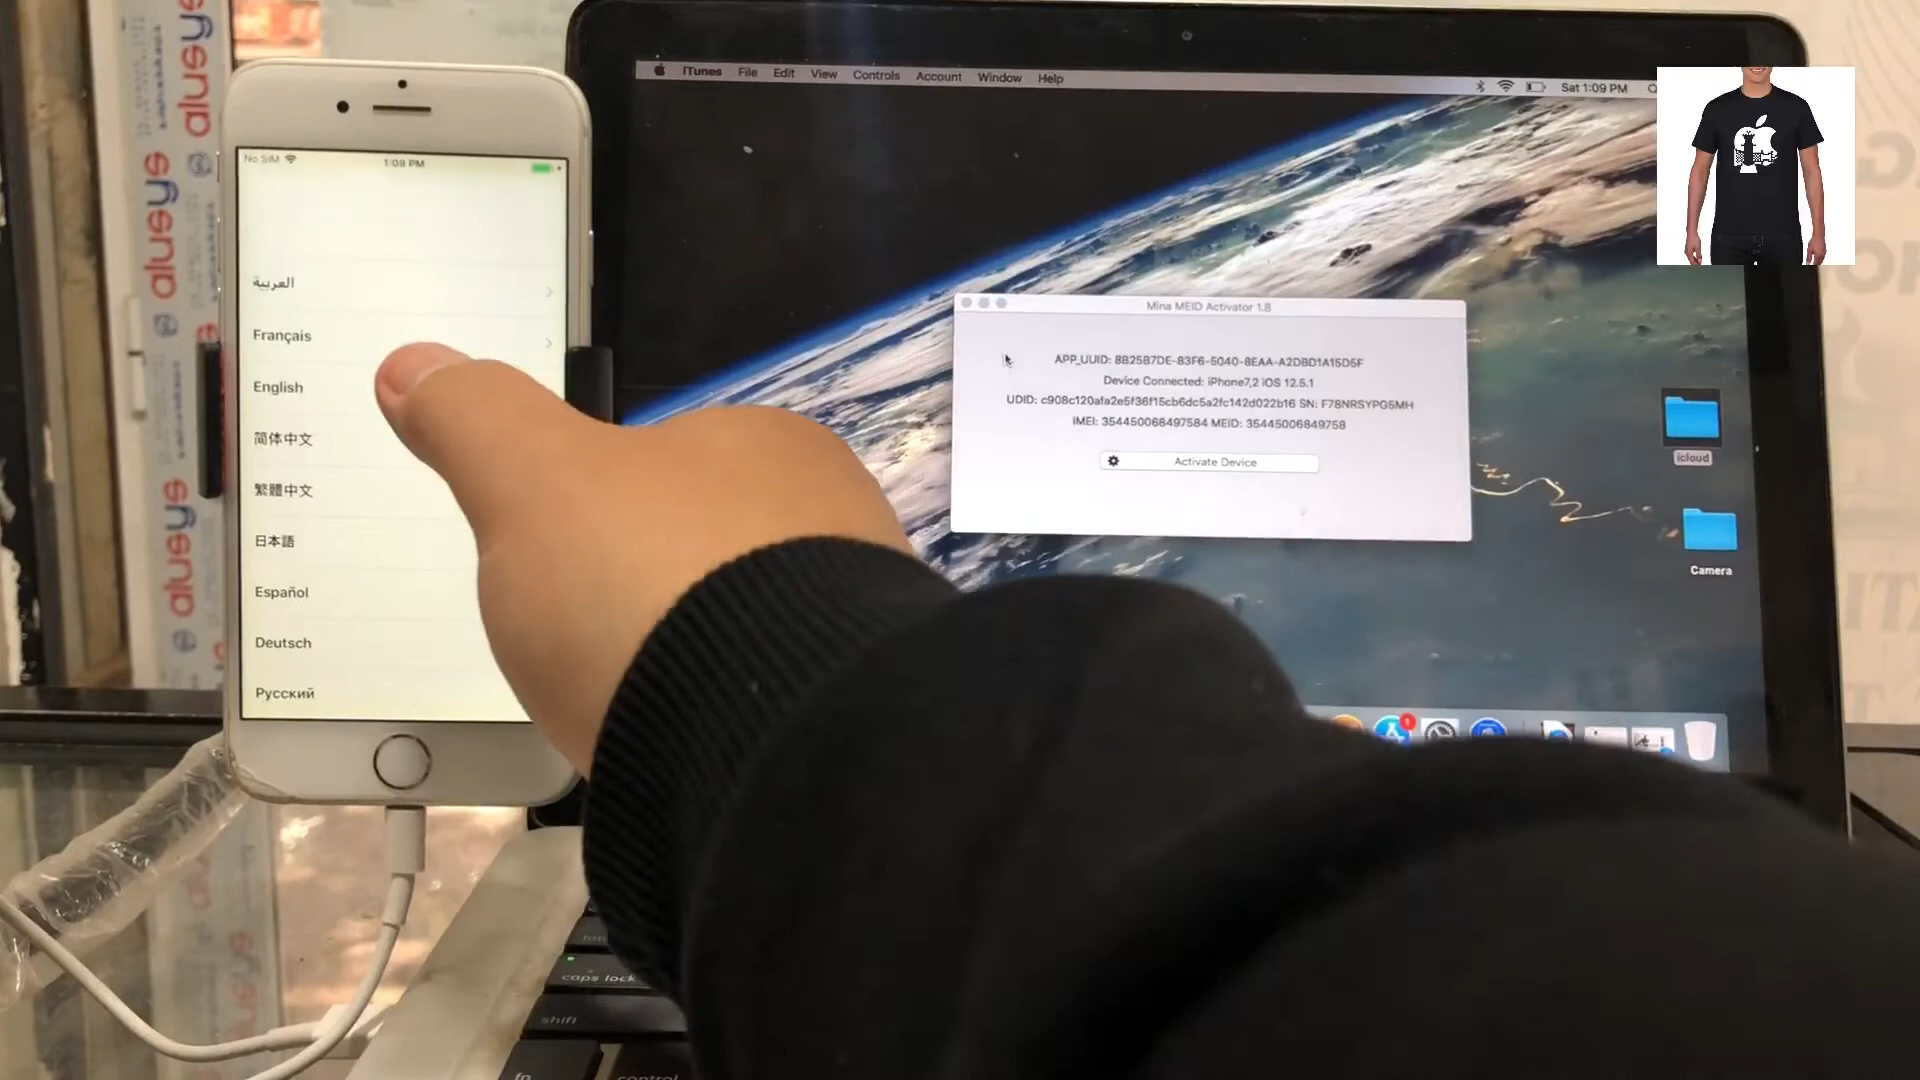 iTunes File Edit View Controls Account Window Help
Sat 1:09 PM
No SIM
1:09 PM
العربية
Français
English
简体中文
繁體中文
日本語
Español
Deutsch
Русский
Mina MEID Activator 1.8
APP_UUID: 8B25B7DE-83F6-5040-8EAA-A2DBD1A15D5F
Device Connected: iPhone7,2 iOS 12.5.1
UDID: c908c120afa2e5f36f15cb6dc5a2fc142d022b16 SN: F78NRSYPG5MH
IMEI: 354450068497584 MEID: 35445006849758
Activate Device
icloud
Camera
1
caps lock
shift
fn
control